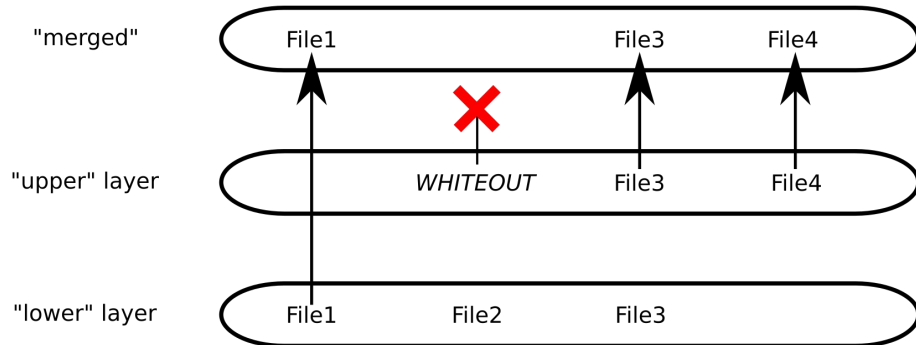 "merged" File1 File3 File4
"upper" layer WHITEOUT File3 File4
"lower" layer File1 File2 File3